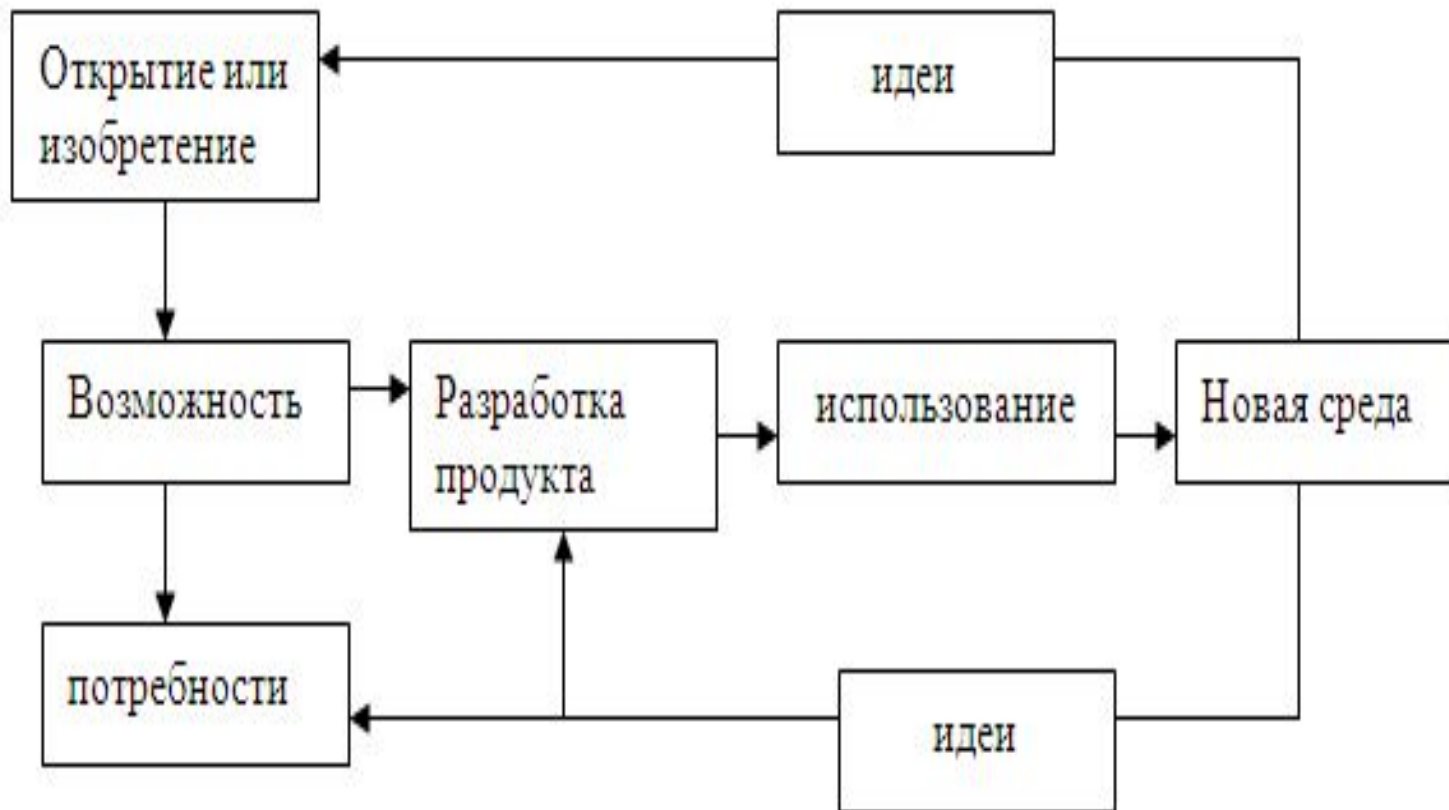 Открытие или
изобретение
идеи
Возможность
Разработка
продукта
использование
Новая среда
потребности
идеи